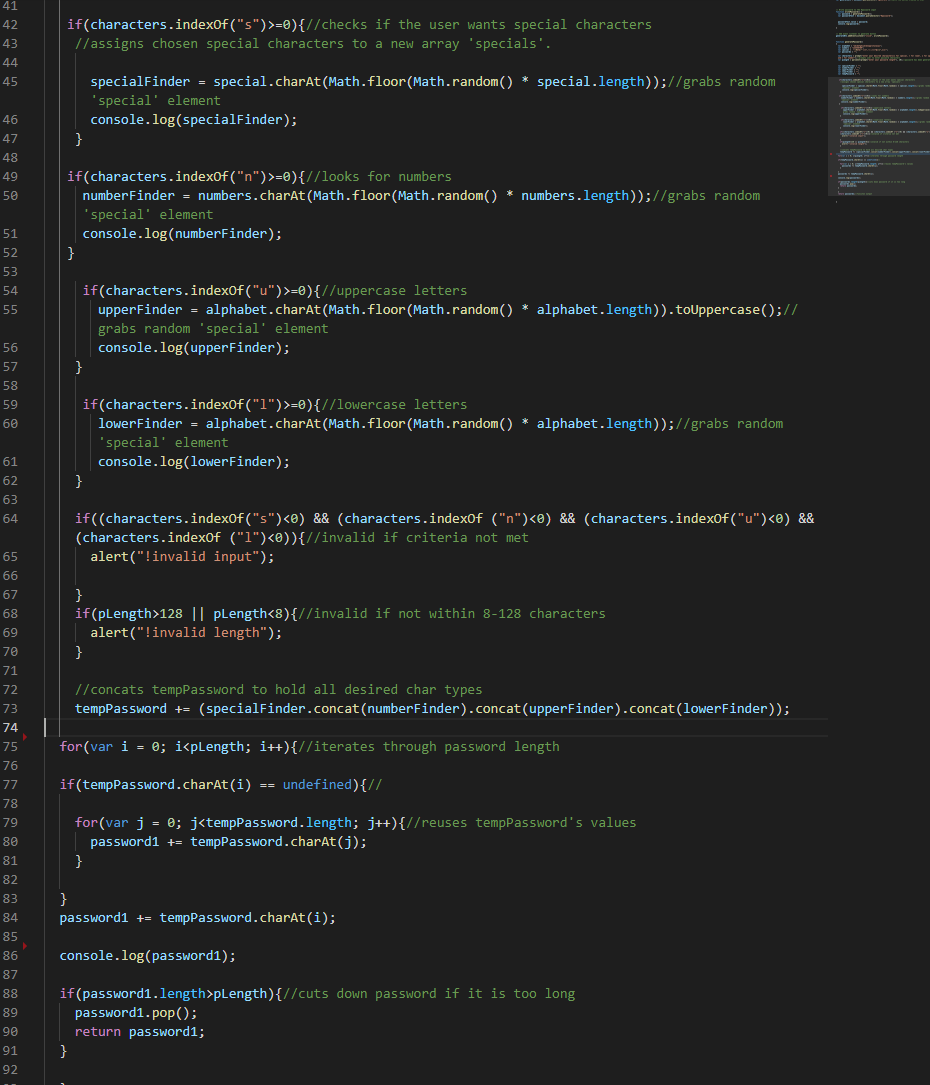 41
42 if(characters.indexOf("s")>=0){//checks if the user wants special characters
43 //assigns chosen special characters to a new array 'specials'.
44
45 specialFinder = special.charAt(Math.floor(Math.random() * special.length));//grabs random
'special' element
46 console.log(specialFinder);
47 }
48
49 if(characters.indexOf("n")>=0){//looks for numbers
50 numberFinder = numbers.charAt(Math.floor(Math.random() * numbers.length));//grabs random
'special' element
51 console.log(numberFinder);
52 }
53
54 if(characters.indexOf("u")>=0){//uppercase letters
55 upperFinder = alphabet.charAt(Math.floor(Math.random() * alphabet.length)).toUppercase();//
grabs random 'special' element
56 console.log(upperFinder);
57 }
58
59 if(characters.indexOf("l")>=0){//lowercase letters
60 lowerFinder = alphabet.charAt(Math.floor(Math.random() * alphabet.length));//grabs random
'special' element
61 console.log(lowerFinder);
62 }
63
64 if((characters.indexOf("s")<0) && (characters.indexOf ("n")<0) && (characters.indexOf("u")<0) &&
(characters.indexOf ("l")<0)){//invalid if criteria not met
65 alert("!invalid input");
66
67 }
68 if(pLength>128 || pLength<8){//invalid if not within 8-128 characters
69 alert("!invalid length");
70 }
71
72 //concats tempPassword to hold all desired char types
73 tempPassword += (specialFinder.concat(numberFinder).concat(upperFinder).concat(lowerFinder));
74
75 for(var i = 0; i<pLength; i++){//iterates through password length
76
77 if(tempPassword.charAt(i) == undefined){//
78
79 for(var j = 0; j<tempPassword.length; j++){//reuses tempPassword's values
80 password1 += tempPassword.charAt(j);
81 }
82
83 }
84 password1 += tempPassword.charAt(i);
85
86 console.log(password1);
87
88 if(password1.length>pLength){//cuts down password if it is too long
89 password1.pop();
90 return password1;
91 }
92